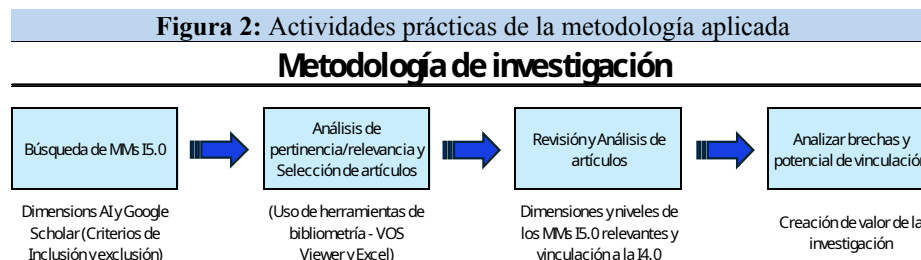 Figura 2: Actividades prácticas de la metodología aplicada
Metodología de investigación
Búsqueda de MMs I5.0
Análisis de
pertinencia/relevancia y
Selección de artículos
Revisión y Análisis de
artículos
Analizar brechas y
potencial de vinculación
Dimensions AI y Google
Scholar (Criterios de
Inclusión y exclusión)
(Uso de herramientas de
bibliometría - VOS
Viewer y Excel)
Dimensiones y niveles de
los MMs I5.0 relevantes y
vinculación a la I4.0
Creación de valor de la
investigación